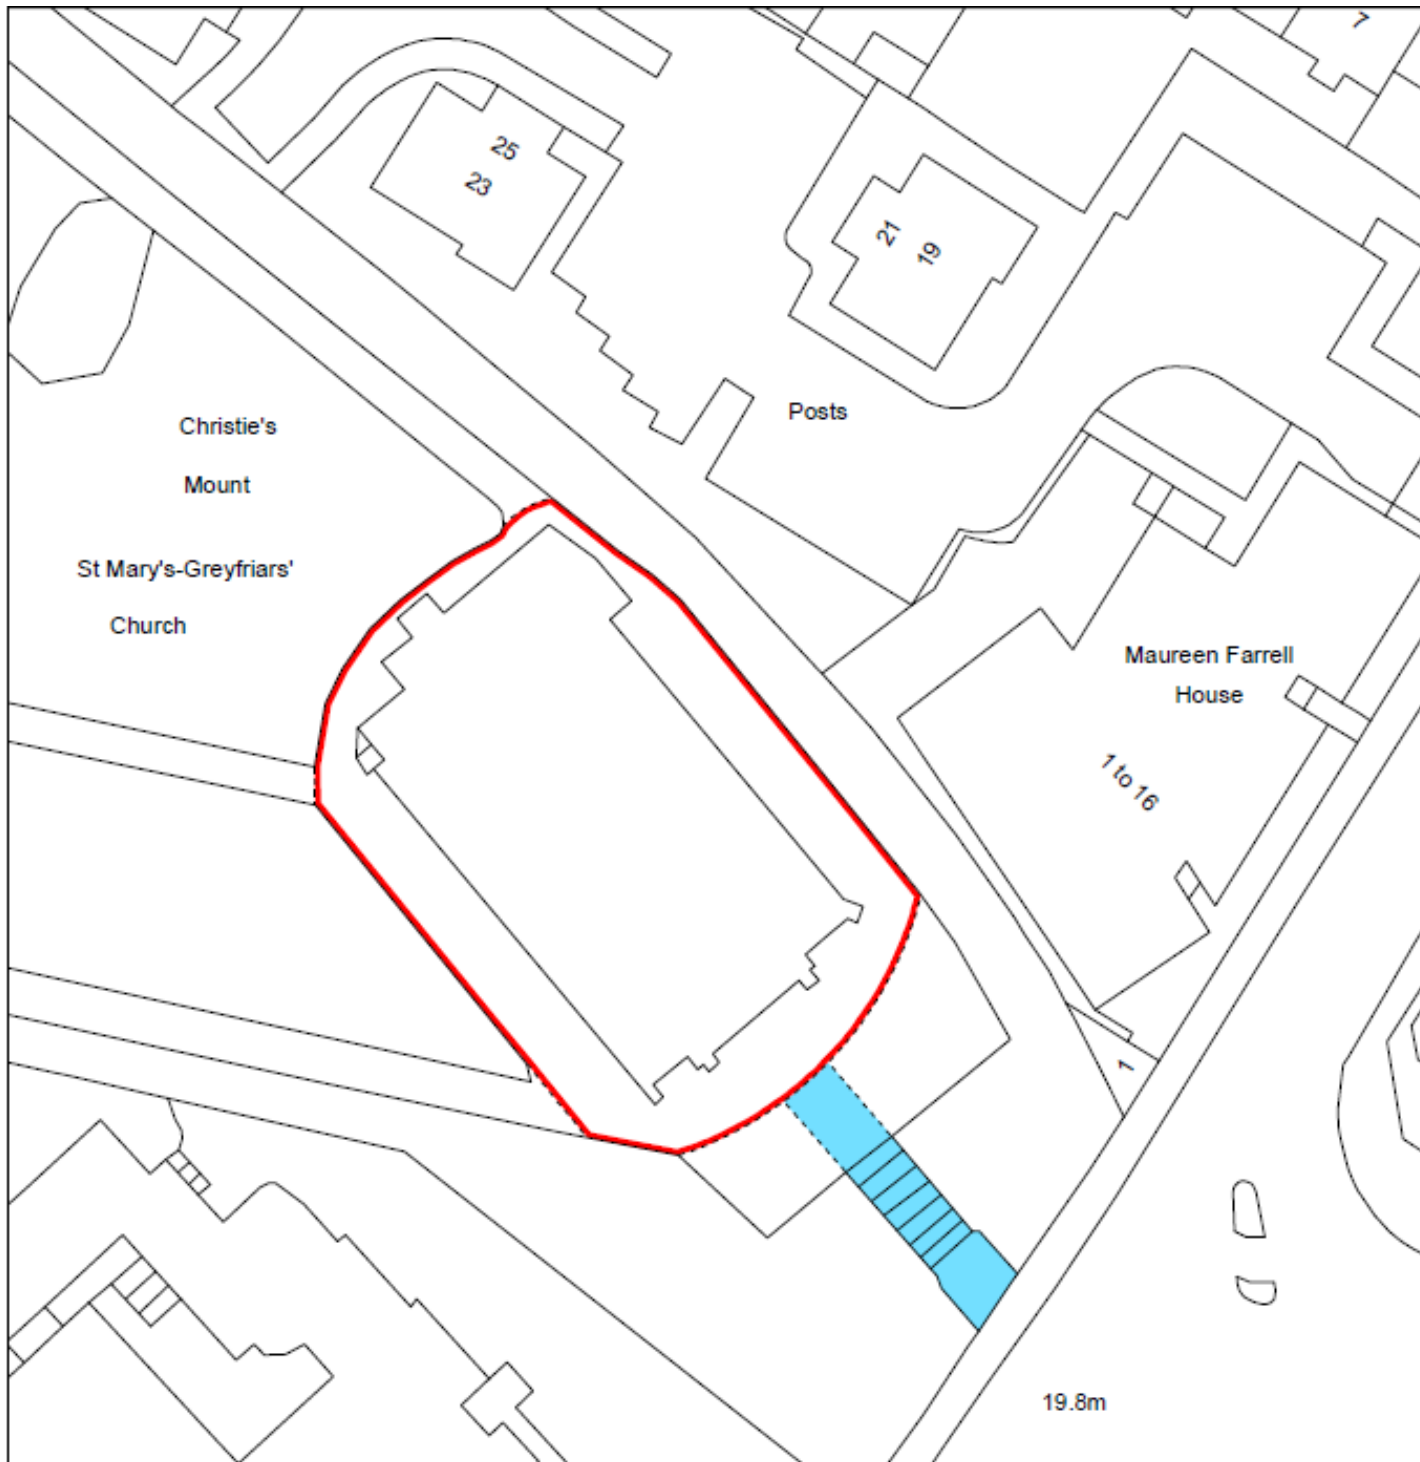 7
25
23
21
19
Posts
Christie's
Mount
St Mary's-Greyfriars'
Church
Maureen Farrell
House
1 to 16
1
19.8m